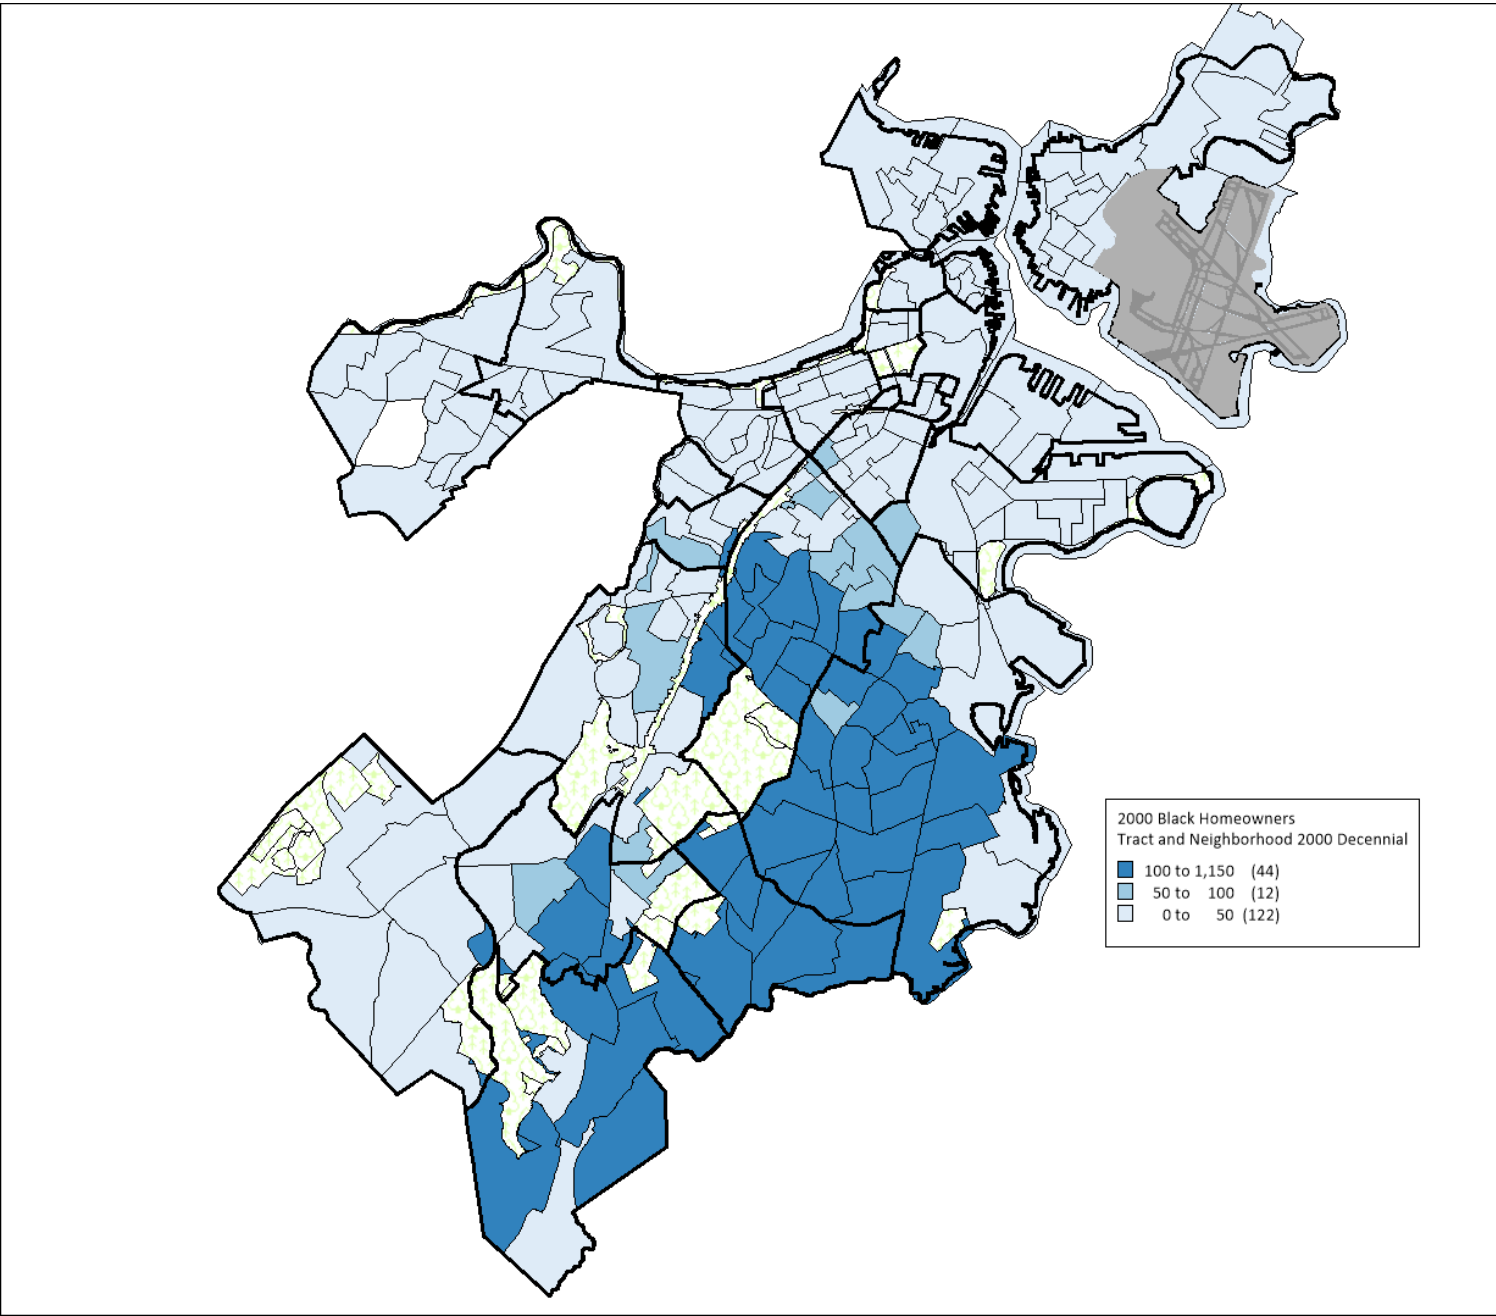 2000 Black Homeowners
Tract and Neighborhood 2000 Decennial
100 to 1,150 (44)
50 to 100 (12)
0 to 50 (122)